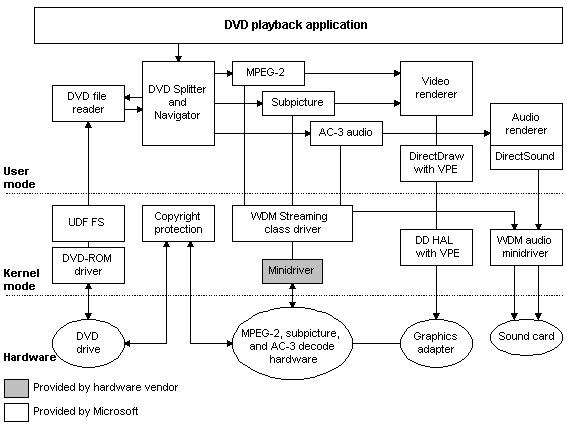 DVD playback application
MPEG-2
Video
renderer
DVD file
reader
DVD Splitter
and
Navigator
Subpicture
Audio
renderer
AC-3 audio
DirectDraw
with VPE
DirectSound
User
mode
UDF FS
Copyright
protection
WDM Streaming
class driver
DD HAL
with VPE
WDM audio
minidriver
DVD-ROM
driver
Minidriver
Kernel
mode
DVD
drive
MPEG-2, subpicture,
and AC-3 decode
hardware
Graphics
adapter
Sound card
Hardware
Provided by hardware vendor
Provided by Microsoft